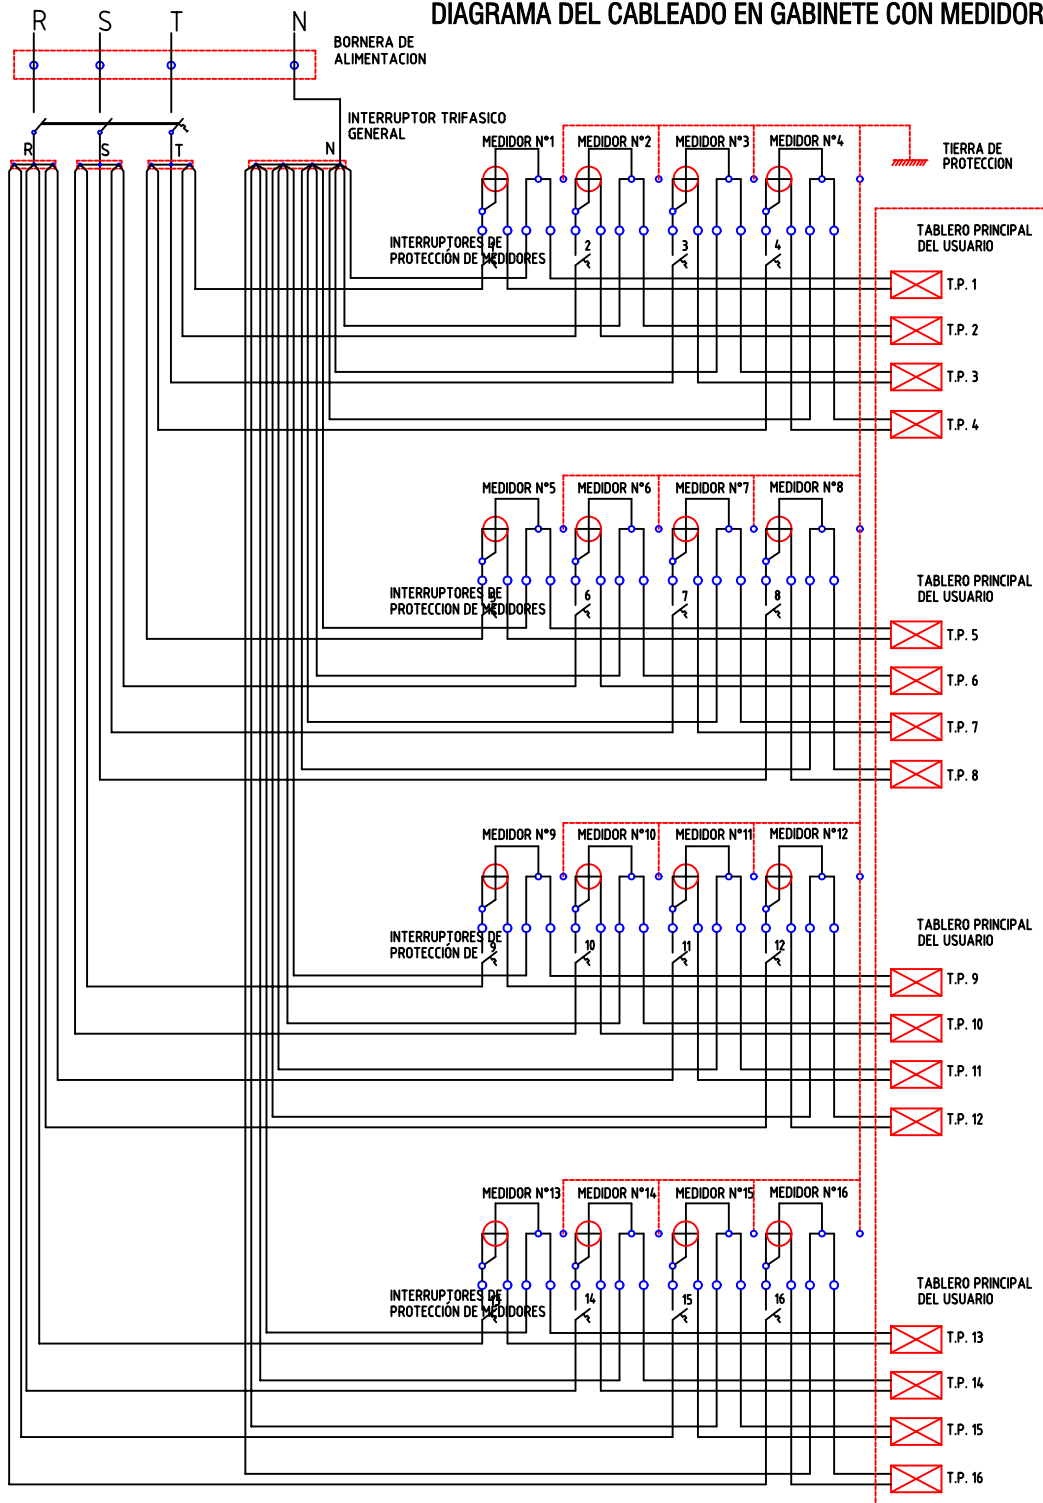 DIAGRAMA DEL CABLEADO EN GABINETE CON MEDIDOR
R S T N
BORNERA DE
ALIMENTACION
INTERRUPTOR TRIFASICO
GENERAL
R S T N
MEDIDOR N°1 MEDIDOR N°2 MEDIDOR N°3 MEDIDOR N°4
TIERRA DE
PROTECCION
TABLERO PRINCIPAL
DEL USUARIO
INTERRUPTORES DE
PROTECCIÓN DE MEDIDORES
1 2 3 4
T.P. 1
T.P. 2
T.P. 3
T.P. 4
MEDIDOR N°5 MEDIDOR N°6 MEDIDOR N°7 MEDIDOR N°8
TABLERO PRINCIPAL
DEL USUARIO
INTERRUPTORES DE
PROTECCION DE MEDIDORES
5 6 7 8
T.P. 5
T.P. 6
T.P. 7
T.P. 8
MEDIDOR N°9 MEDIDOR N°10 MEDIDOR N°11 MEDIDOR N°12
TABLERO PRINCIPAL
DEL USUARIO
INTERRUPTORES DE
PROTECCIÓN DE
9 10 11 12
T.P. 9
T.P. 10
T.P. 11
T.P. 12
MEDIDOR N°13 MEDIDOR N°14 MEDIDOR N°15 MEDIDOR N°16
TABLERO PRINCIPAL
DEL USUARIO
INTERRUPTORES DE
PROTECCIÓN DE MEDIDORES
13 14 15 16
T.P. 13
T.P. 14
T.P. 15
T.P. 16